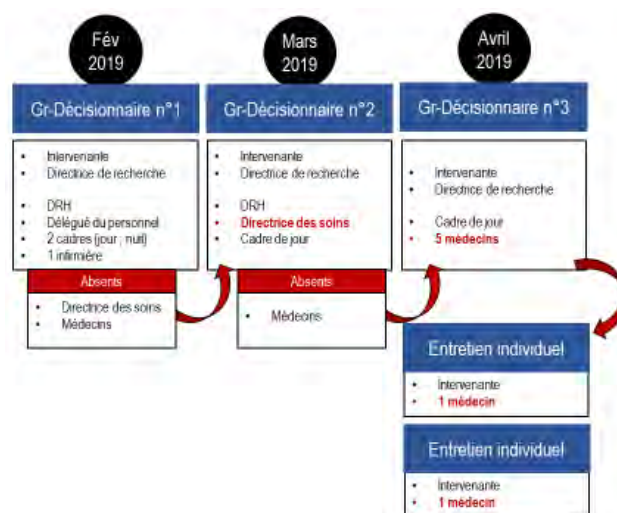 Fév
2019
Mars
2019
Avril
2019
Gr-Décisionnaire n°1
Gr-Décisionnaire n°2
Gr-Décisionnaire n°3
• Intervenante
• Directrice de recherche
• DRH
• Délégué du personnel
• 2 cadres (jour ; nuit)
• 1 infirmière
Absents
• Directrice des soins
• Médecins
• Intervenante
• Directrice de recherche
• DRH
• Directrice des soins
• Cadre de jour
Absents
• Médecins
• Intervenante
• Directrice de recherche
• Cadre de jour
• 5 médecins
Entretien individuel
• Intervenante
• 1 médecin
Entretien individuel
• Intervenante
• 1 médecin